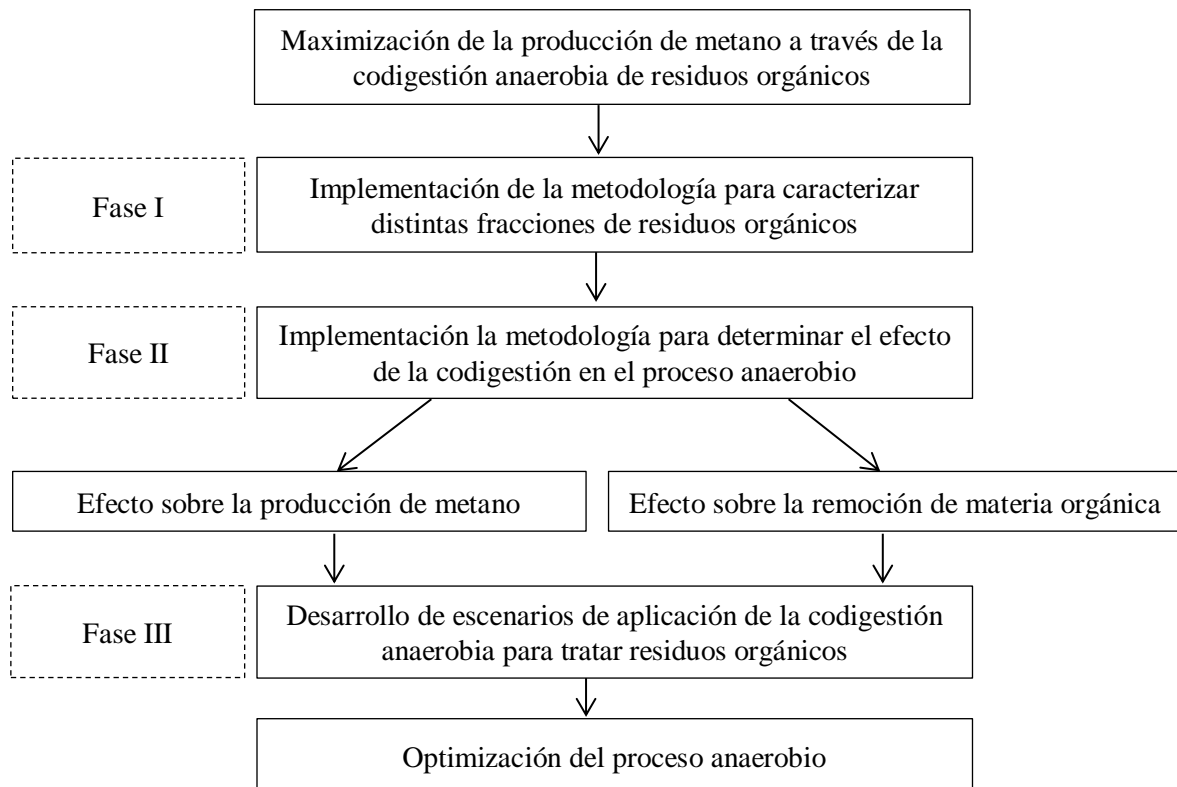 Maximización de la producción de metano a través de la
codigestión anaerobia de residuos orgánicos
Fase I
Implementación de la metodología para caracterizar
distintas fracciones de residuos orgánicos
Fase II
Implementación la metodología para determinar el efecto
de la codigestión en el proceso anaerobio
Efecto sobre la producción de metano
Efecto sobre la remoción de materia orgánica
Fase III
Desarrollo de escenarios de aplicación de la codigestión
anaerobia para tratar residuos orgánicos
Optimización del proceso anaerobio